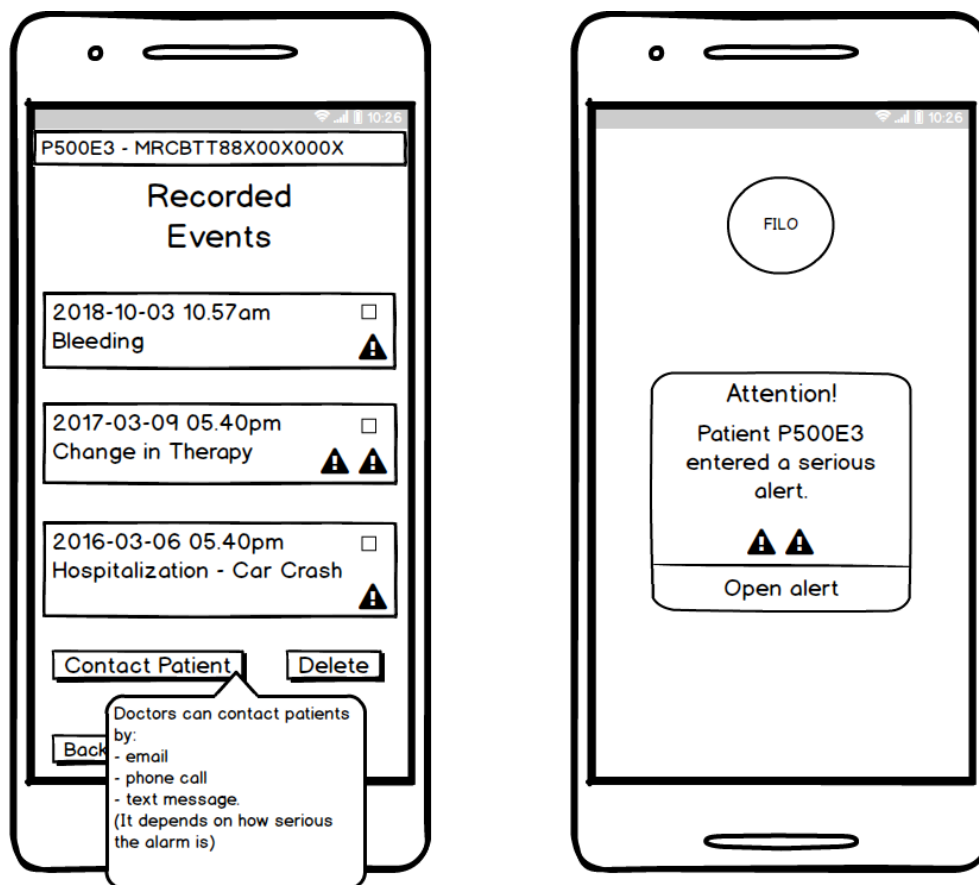 10:26
P500E3 - MRCBTT88X00X000X
Recorded
Events
2018-10-03 10.57am
Bleeding
2017-03-09 05.40pm
Change in Therapy
2016-03-06 05.40pm
Hospitalization - Car Crash
Contact Patient
Delete
Back
Doctors can contact patients
by:
- email
- phone call
- text message.
(It depends on how serious
the alarm is)
10:26
FILO
Attention!
Patient P500E3
entered a serious
alert.
Open alert